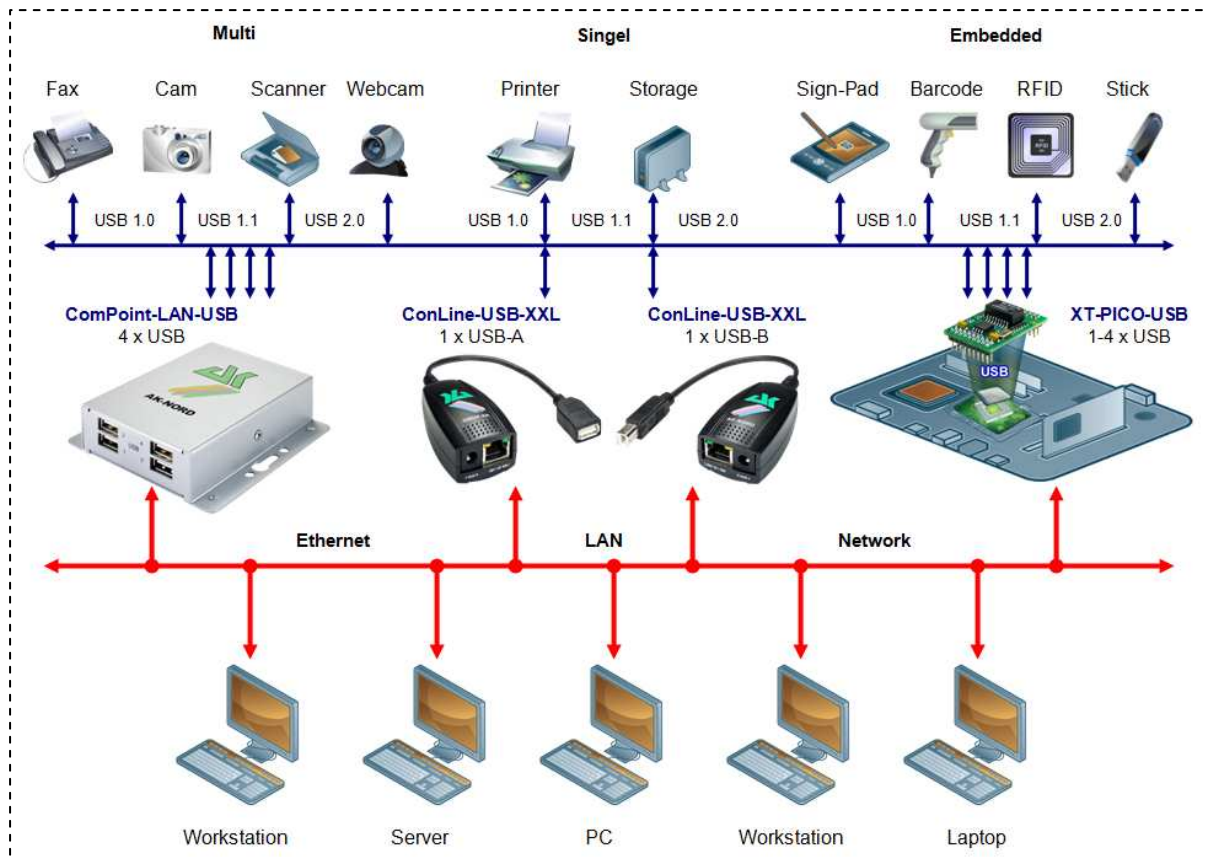 Multi Singel Embedded
Fax Cam Scanner Webcam Printer Storage Sign-Pad Barcode RFID Stick
RFID
USB 1.0 USB 1.1 USB 2.0 USB 1.0 USB 1.1 USB 2.0 USB 1.0 USB 1.1 USB 2.0
ComPoint-LAN-USB ConLine-USB-XXL ConLine-USB-XXL XT-PICO-USB
4 x USB 1 x USB-A 1 x USB-B 1-4 x USB
USB
AK-NORD
USB
Ethernet LAN Network
Workstation Server PC Workstation Laptop